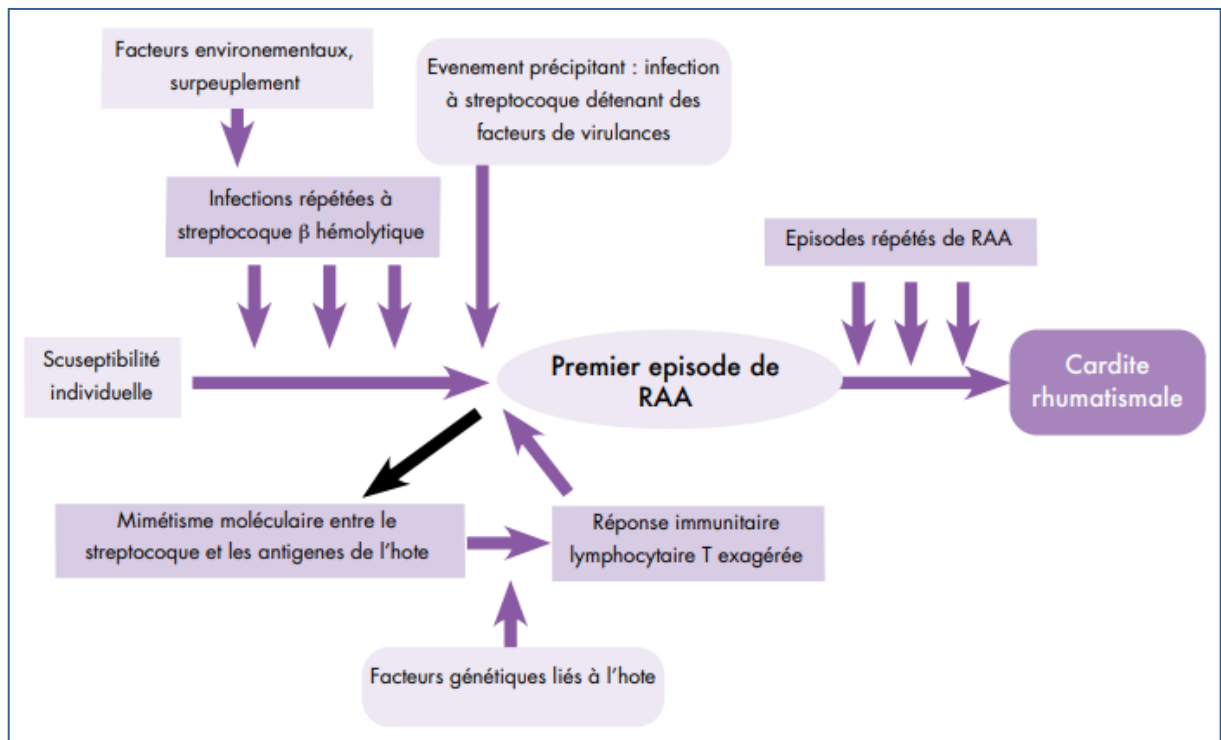 Facteurs environementaux,
surpeuplement
Evenement précipitant : infection
à streptocoque détenant des
facteurs de virulances
Infections répétées à
streptocoque β hémolytique
Episodes répétés de RAA
Scuseptibilité
individuelle
Premier episode de
RAA
Cardite
rhumatismale
Mimétisme moléculaire entre le
streptocoque et les antigenes de l'hote
Réponse immunitaire
lymphocytaire T exagérée
Facteurs génétiques liés à l'hote